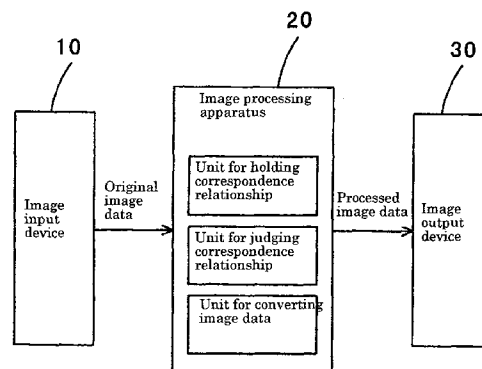 10
20
30
Image processing
apparatus
Unit for holding
correspondence
relationship
Unit for judging
correspondence
relationship
Unit for converting
image data
Image
input
device
Original
image
data
Processed
image data
Image
output
device